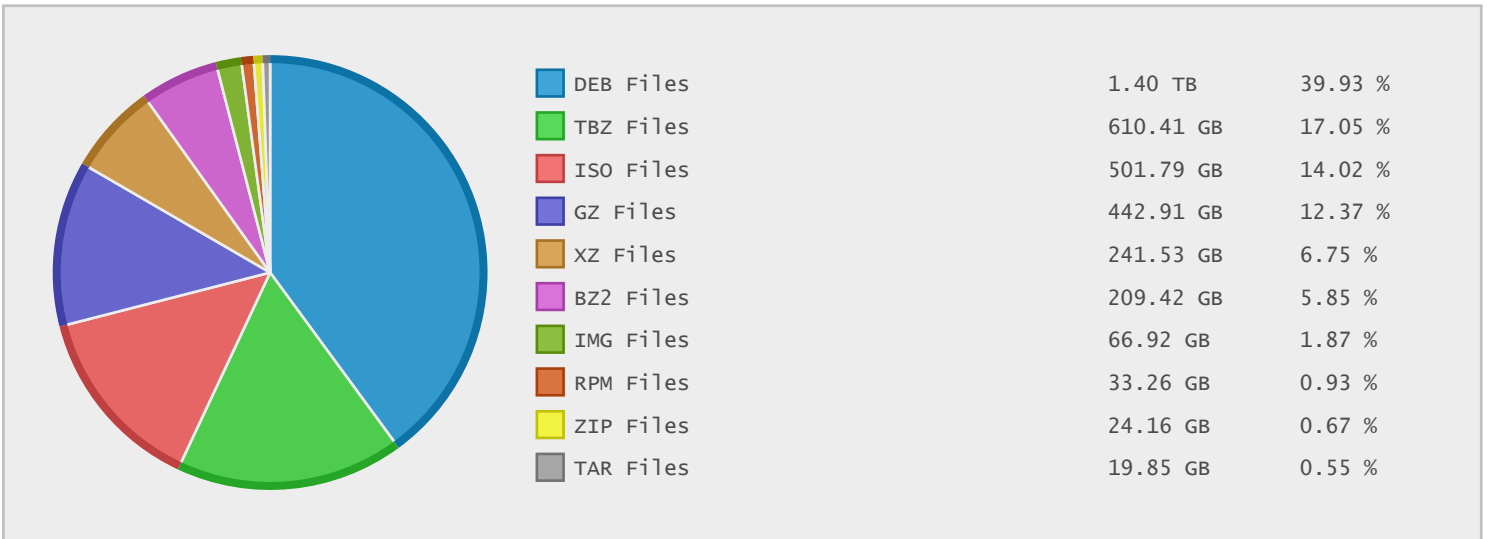 DEB Files 1.40 TB 39.93 %
TBZ Files 610.41 GB 17.05 %
ISO Files 501.79 GB 14.02 %
GZ Files 442.91 GB 12.37 %
XZ Files 241.53 GB 6.75 %
BZ2 Files 209.42 GB 5.85 %
IMG Files 66.92 GB 1.87 %
RPM Files 33.26 GB 0.93 %
ZIP Files 24.16 GB 0.67 %
TAR Files 19.85 GB 0.55 %